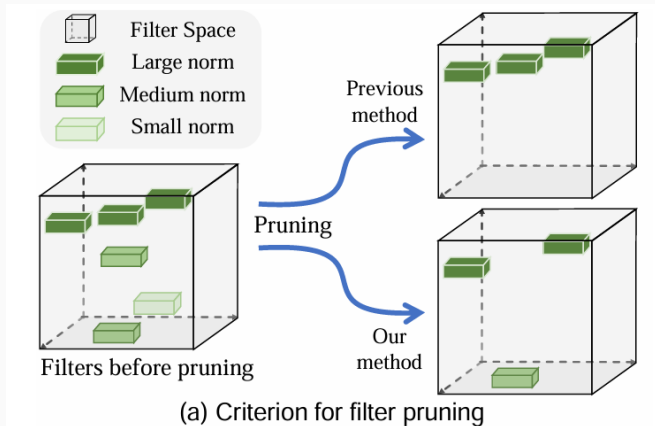 Filter Space
Large norm
Medium norm
Small norm
Previous
method
Pruning
Our
method
Filters before pruning
(a) Criterion for filter pruning